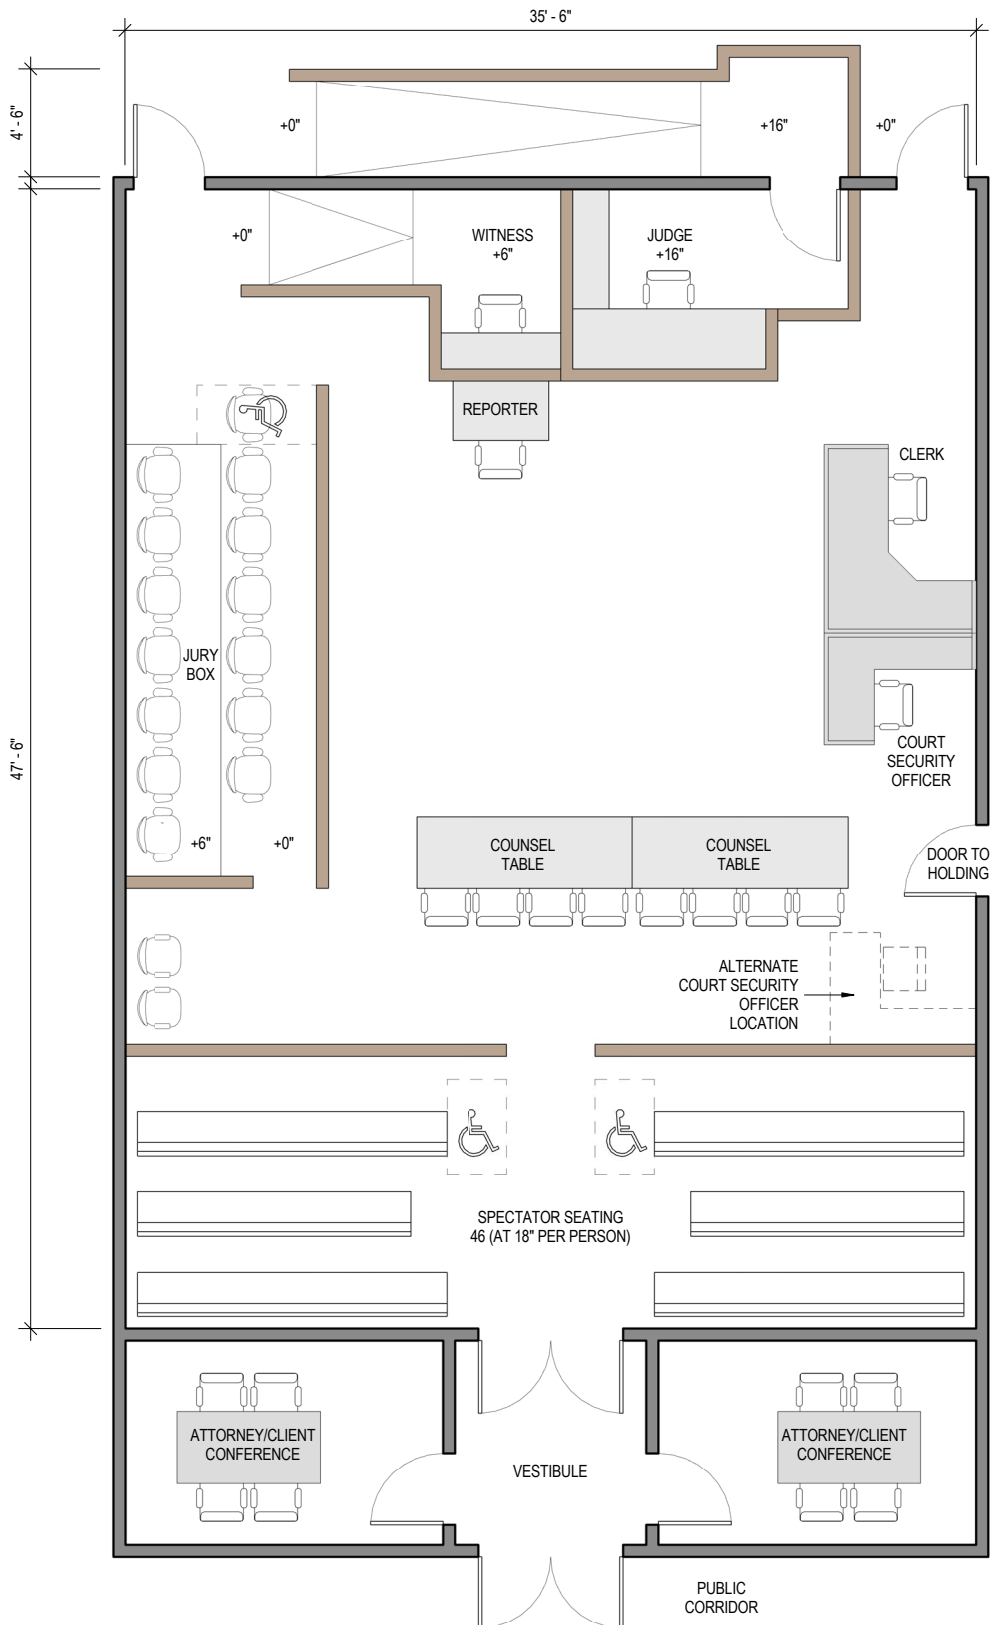 35' - 6"
4' - 6"
+0"
+16"
+0"
+0"
WITNESS
+6"
JUDGE
+16"
REPORTER
CLERK
JURY
BOX
47' - 6"
COURT
SECURITY
OFFICER
+6"
+0"
COUNSEL
TABLE
COUNSEL
TABLE
DOOR TO
HOLDING
ALTERNATE
COURT SECURITY
OFFICER
LOCATION
SPECTATOR SEATING
46 (AT 18" PER PERSON)
ATTORNEY/CLIENT
CONFERENCE
ATTORNEY/CLIENT
CONFERENCE
VESTIBULE
PUBLIC
CORRIDOR